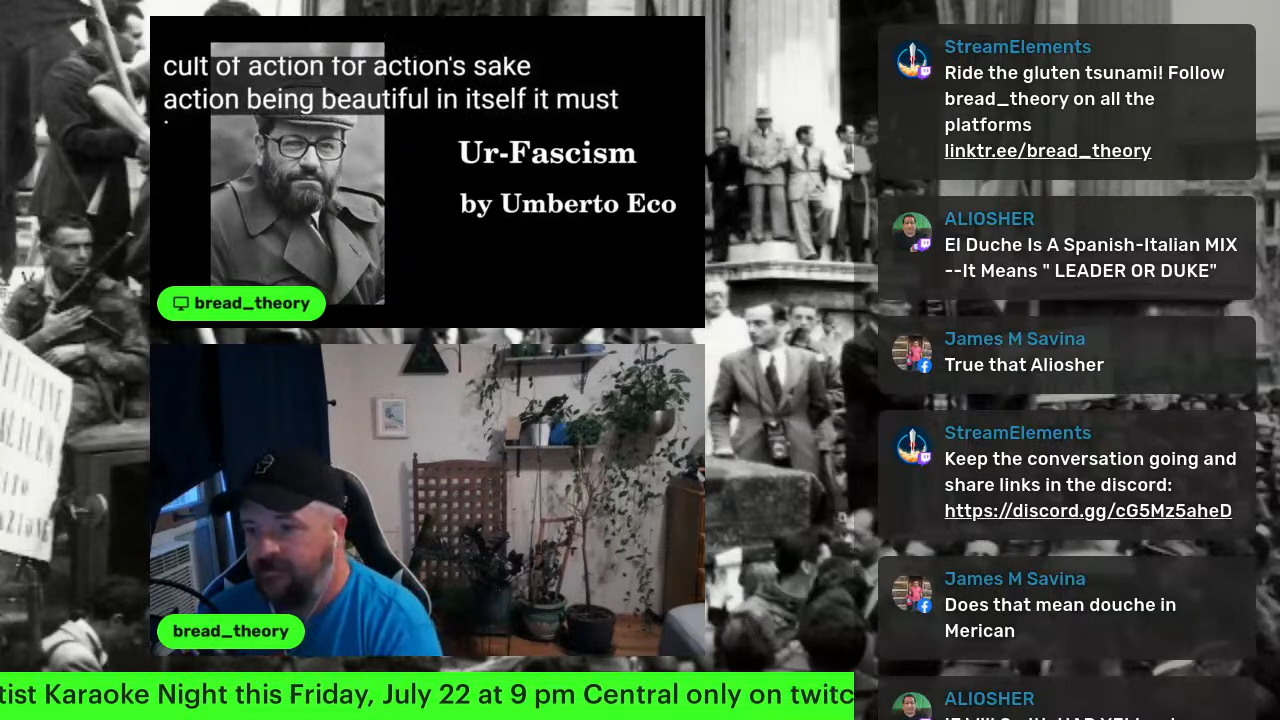 cult of action for action's sake
action being beautiful in itself it must
Ur-Fascism
by Umberto Eco
bread_theory
bread_theory
tist Karaoke Night this Friday, July 22 at 9 pm Central only on twitc
StreamElements
Ride the gluten tsunami! Follow
bread_theory on all the
platforms
linktr.ee/bread_theory
ALIOSHER
El Duche Is A Spanish-Italian MIX
--It Means " LEADER OR DUKE"
James M Savina
True that Aliosher
StreamElements
Keep the conversation going and
share links in the discord:
https://discord.gg/cG5Mz5aheD
James M Savina
Does that mean douche in
Merican
ALIOSHER